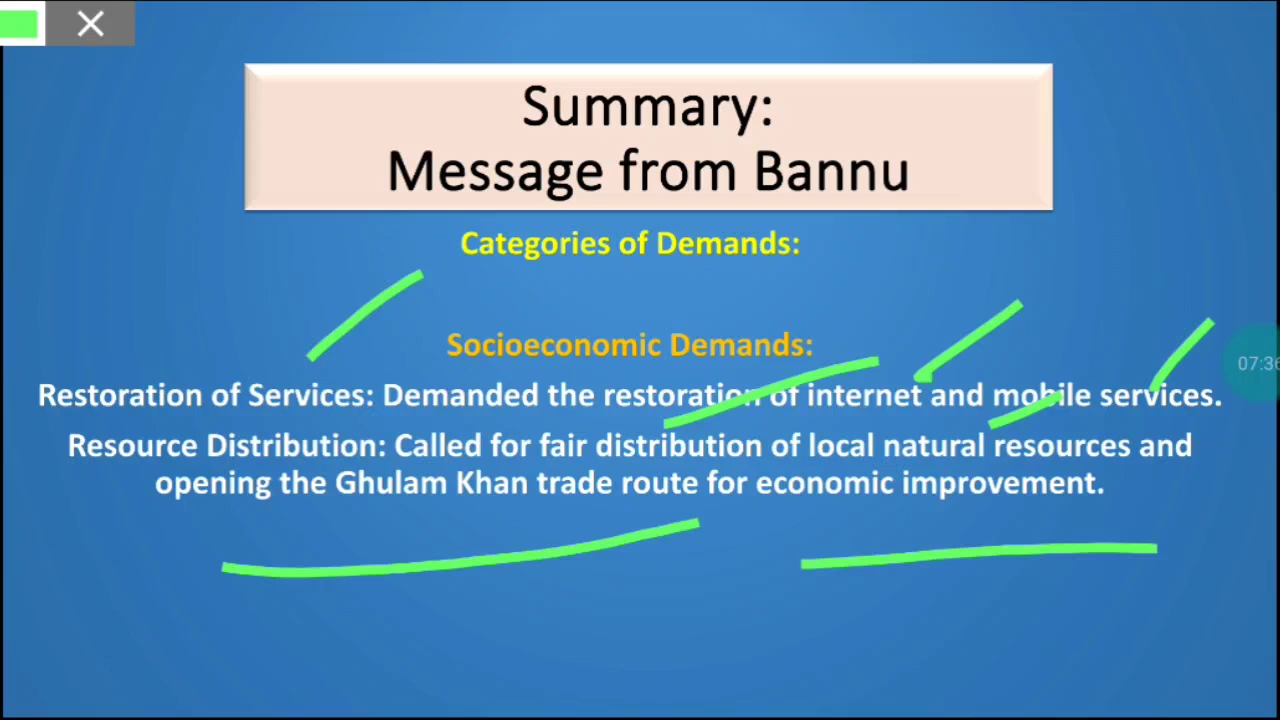 Summary:
Message from Bannu
Categories of Demands:
Socioeconomic Demands:
Restoration of Services: Demanded the restoration of internet and mobile services.
Resource Distribution: Called for fair distribution of local natural resources and
opening the Ghulam Khan trade route for economic improvement.
07:36